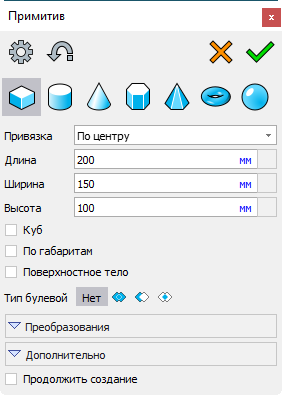 Примитив
Привязка По центру
Длина 200 мм
Ширина 150 мм
Высота 100 мм
Куб
По габаритам
Поверхностное тело
Тип булевой Нет
Преобразования
Дополнительно
Продолжить создание